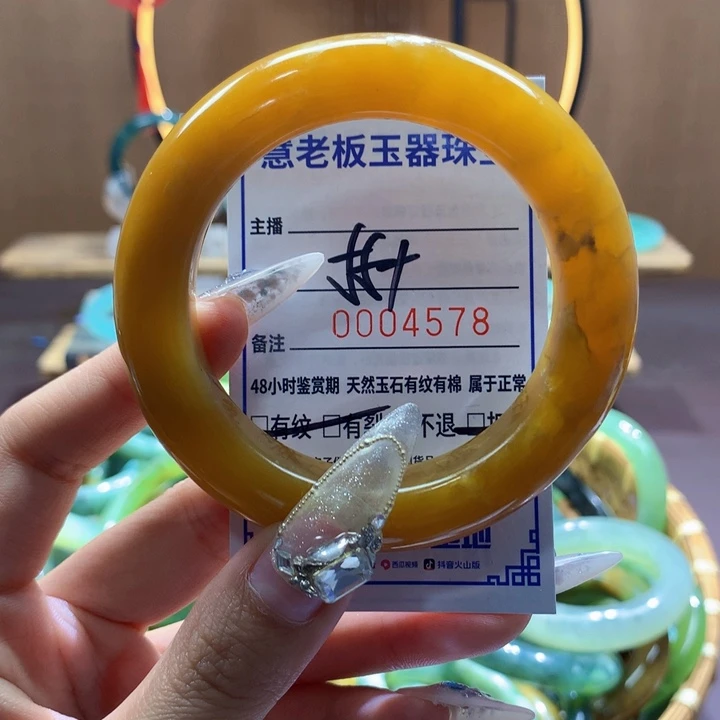 慧老板玉器珠
主播
0004578
备注
48小时鉴赏期 天然玉石有纹有棉 属于正常
□有纹 □有裂 不退 □
西瓜视频 抖音火山版